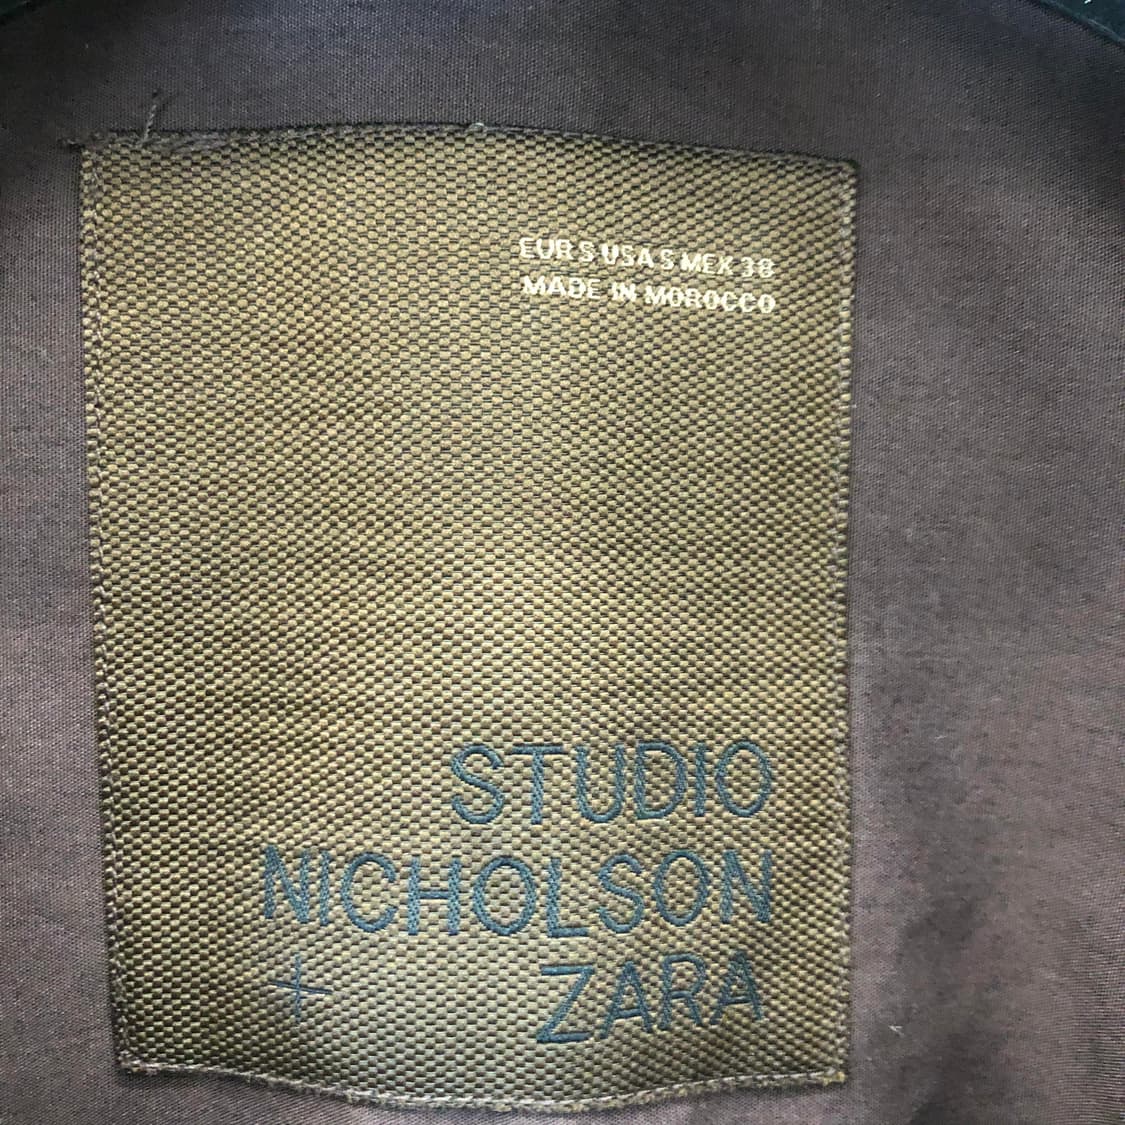 EUR S USA S MEX 38
MADE IN MOROCCO
STUDIO
NICHOLSON
+ ZARA